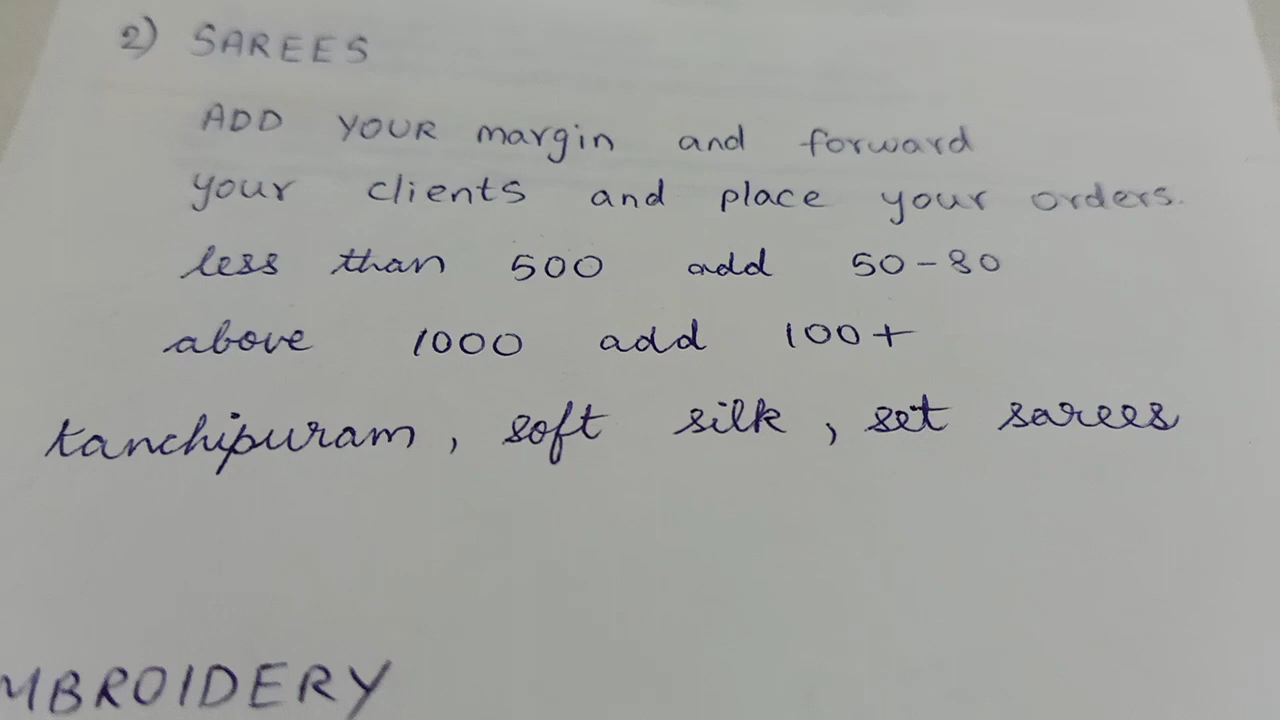 2) SAREES
ADD YOUR margin and forward
your clients and place your orders.
less than 500 add 50-80
above 1000 add 100+
kanchipuram, soft silk, set sarees
MBROIDERY